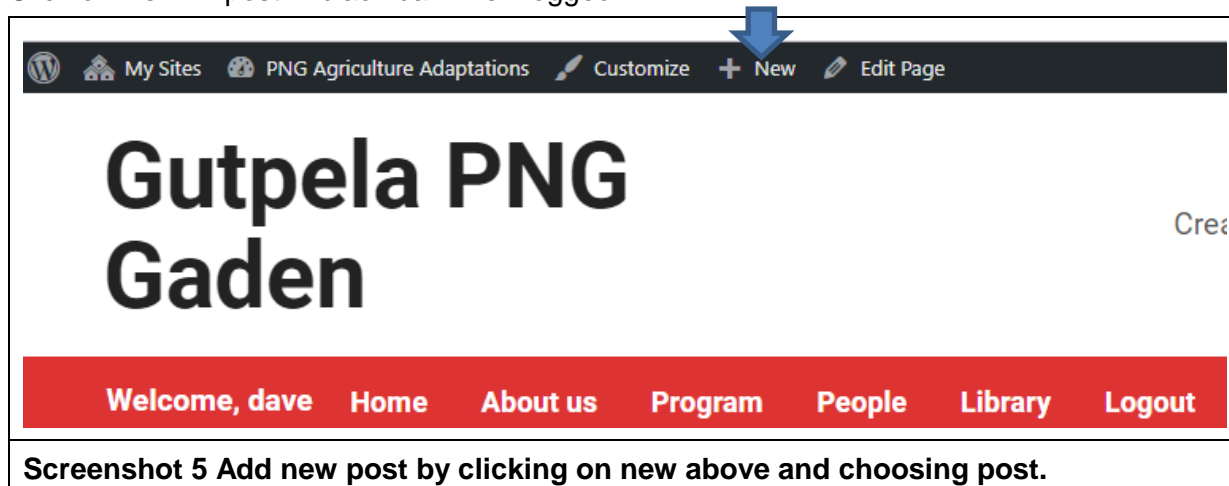 My Sites PNG Agriculture Adaptations Customize + New Edit Page
Gutpela PNG
Gaden
Crea
Welcome, dave Home About us Program People Library Logout
Screenshot 5 Add new post by clicking on new above and choosing post.